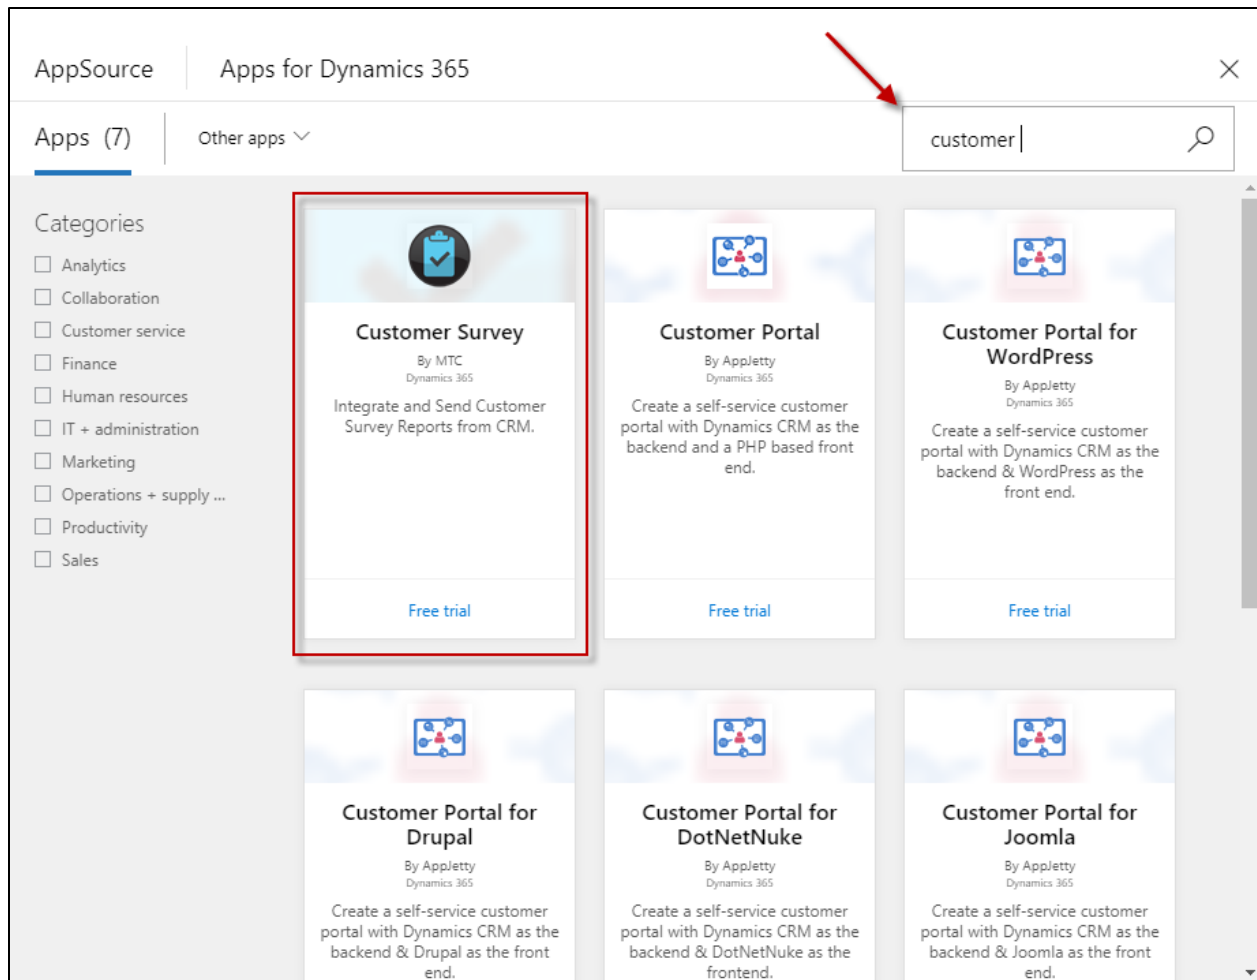 AppSource
Apps for Dynamics 365
Apps (7)
Other apps
customer
Categories
Analytics
Collaboration
Customer service
Finance
Human resources
IT + administration
Marketing
Operations + supply ...
Productivity
Sales
Customer Survey
By MTC
Dynamics 365
Integrate and Send Customer
Survey Reports from CRM.
Free trial
Customer Portal
By AppJetty
Dynamics 365
Create a self-service customer
portal with Dynamics CRM as the
backend and a PHP based front
end.
Free trial
Customer Portal for
WordPress
By AppJetty
Dynamics 365
Create a self-service customer
portal with Dynamics CRM as the
backend & WordPress as the
front end.
Free trial
Customer Portal for
Drupal
By AppJetty
Dynamics 365
Create a self-service customer
portal with Dynamics CRM as the
backend & Drupal as the front
end.
Customer Portal for
DotNetNuke
By AppJetty
Dynamics 365
Create a self-service customer
portal with Dynamics CRM as the
backend & DotNetNuke as the
frontend.
Customer Portal for
Joomla
By AppJetty
Dynamics 365
Create a self-service customer
portal with Dynamics CRM as the
backend & Joomla as the front
end.